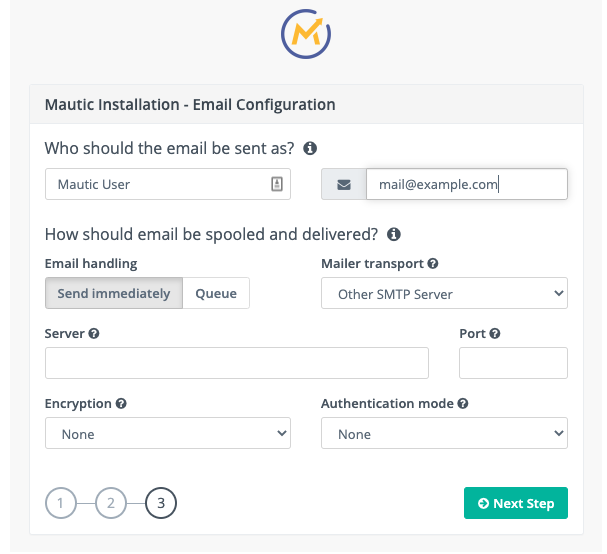 Mautic Installation - Email Configuration
Who should the email be sent as?
Mautic User mail@example.com
How should email be spooled and delivered?
Email handling Mailer transport
Send immediately Queue Other SMTP Server
Server Port
Encryption Authentication mode
None None
1 2 3 Next Step